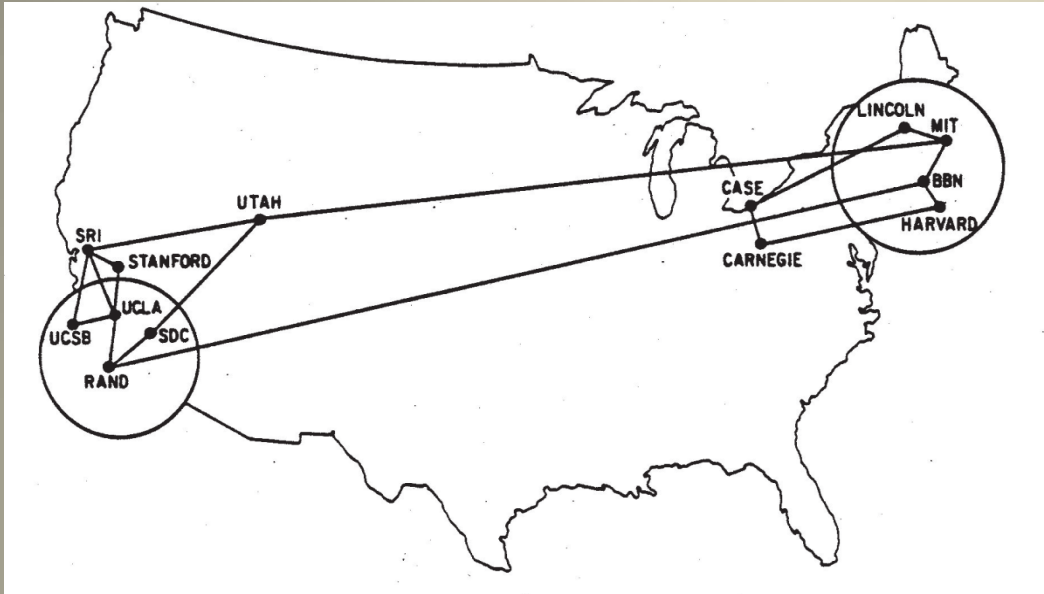 LINCOLN
MIT
CASE
BBN
UTAH
HARVARD
SRI
STANFORD
CARNEGIE
UCLA
UCSB
SDC
RAND